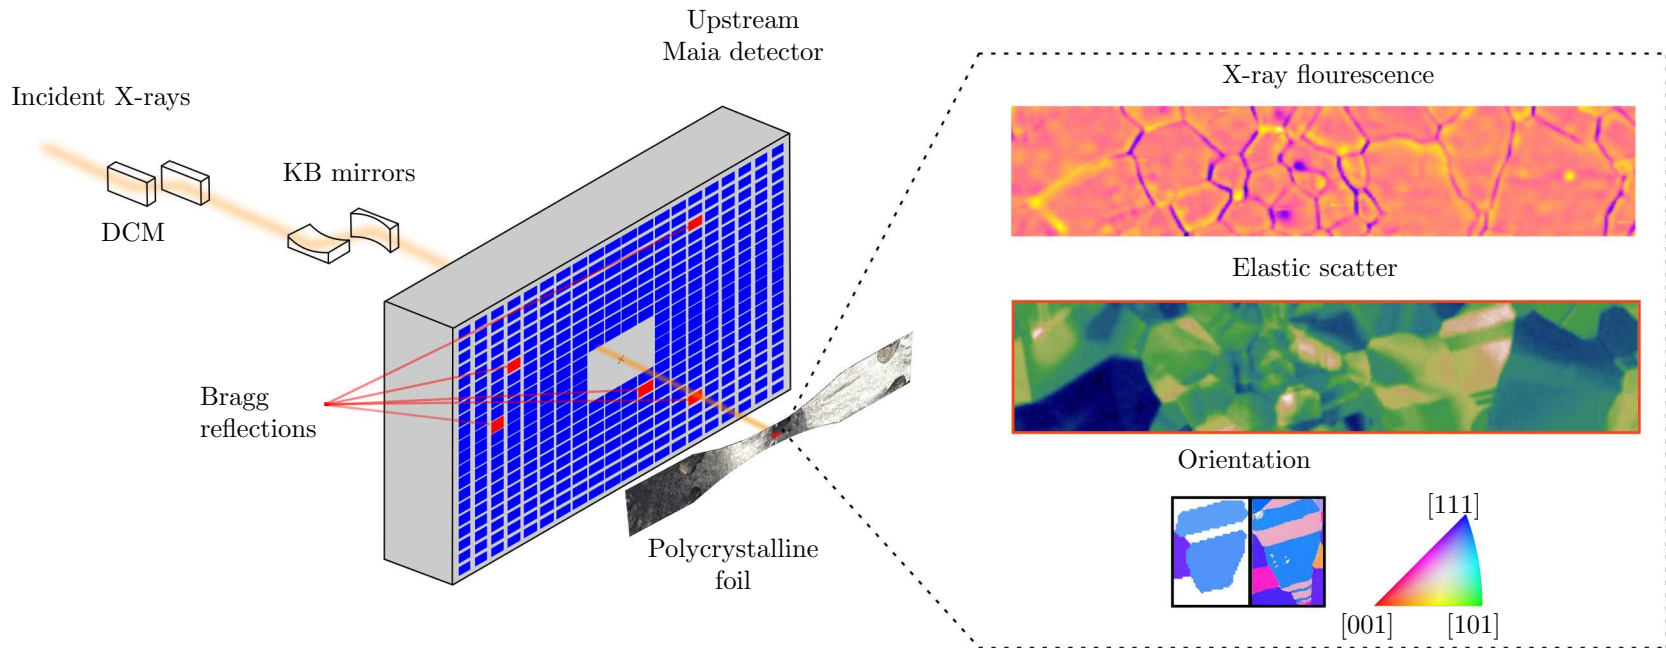 Upstream
Maia detector
Incident X-rays
KB mirrors
DCM
Bragg
reflections
Polycrystalline
foil
X-ray flourescence
Elastic scatter
Orientation
[111]
[001]
[101]